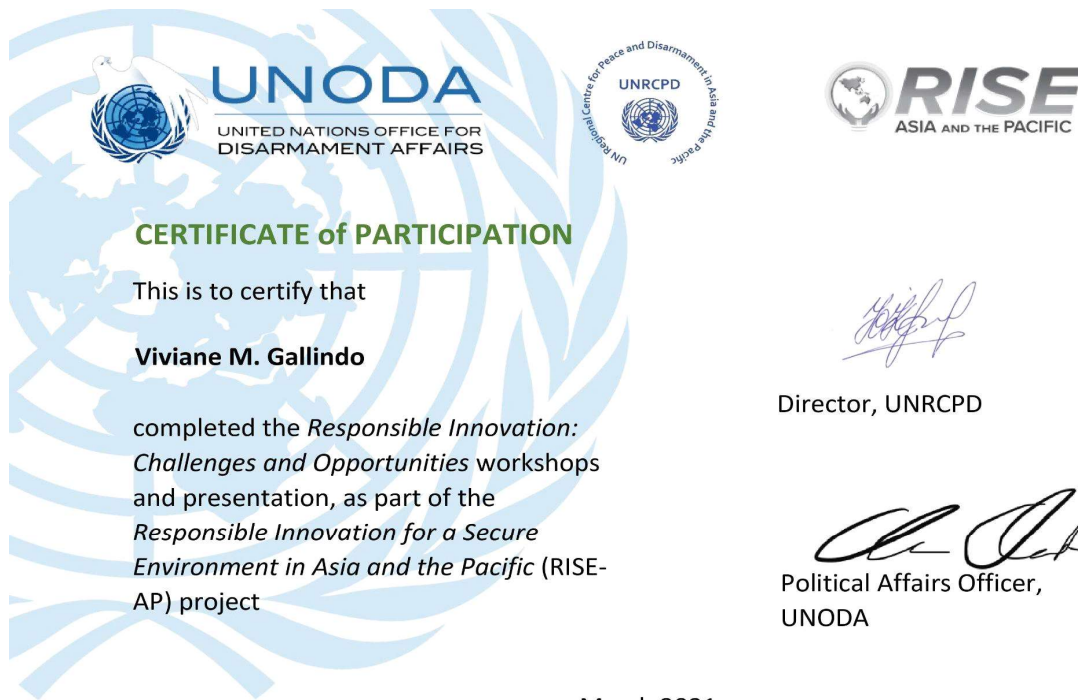 UNODA
UNITED NATIONS OFFICE FOR
DISARMAMENT AFFAIRS
UN Regional Centre for Peace and Disarmament in Asia and the Pacific
UNRCPD
RISE
ASIA AND THE PACIFIC
CERTIFICATE of PARTICIPATION
This is to certify that
Viviane M. Gallindo
completed the Responsible Innovation:
Challenges and Opportunities workshops
and presentation, as part of the
Responsible Innovation for a Secure
Environment in Asia and the Pacific (RISE-
AP) project
Director, UNRCPD
Political Affairs Officer,
UNODA